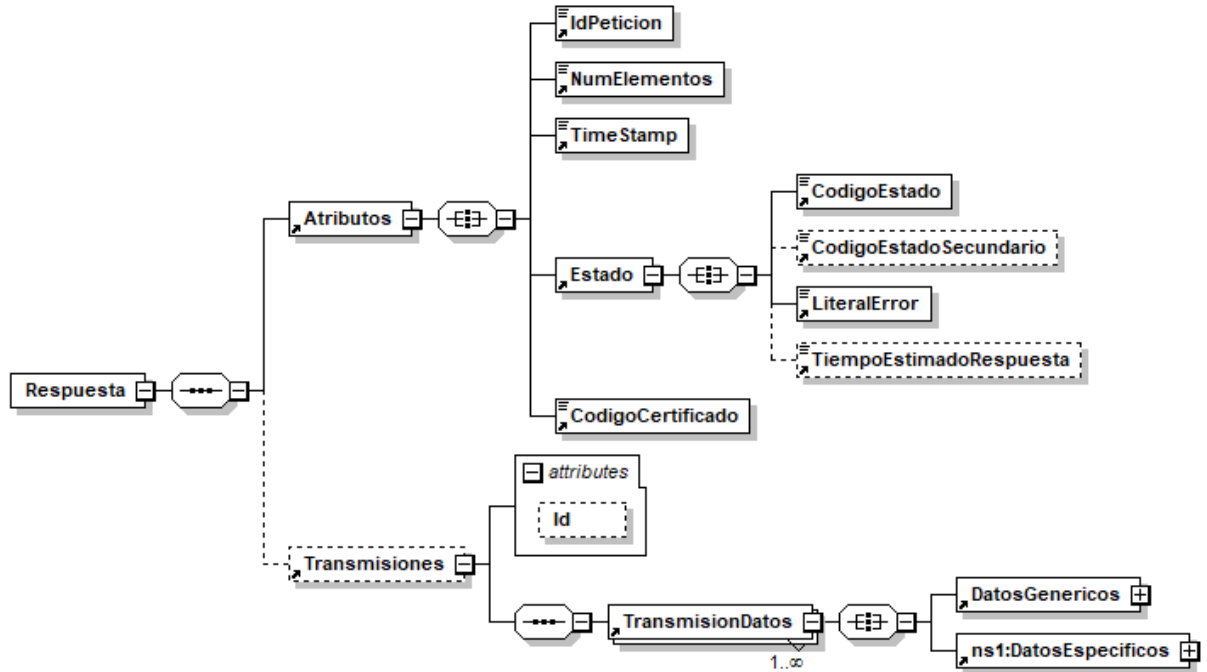 IdPeticion
NumElementos
TimeStamp
CodigoEstado
Atributos
CodigoEstadoSecundario
Estado
LiteralError
TiempoEstimadoRespuesta
Respuesta
CodigoCertificado
attributes
Id
Transmisiones
DatosGenericos
TransmisionDatos
1..∞
ns1:DatosEspecificos